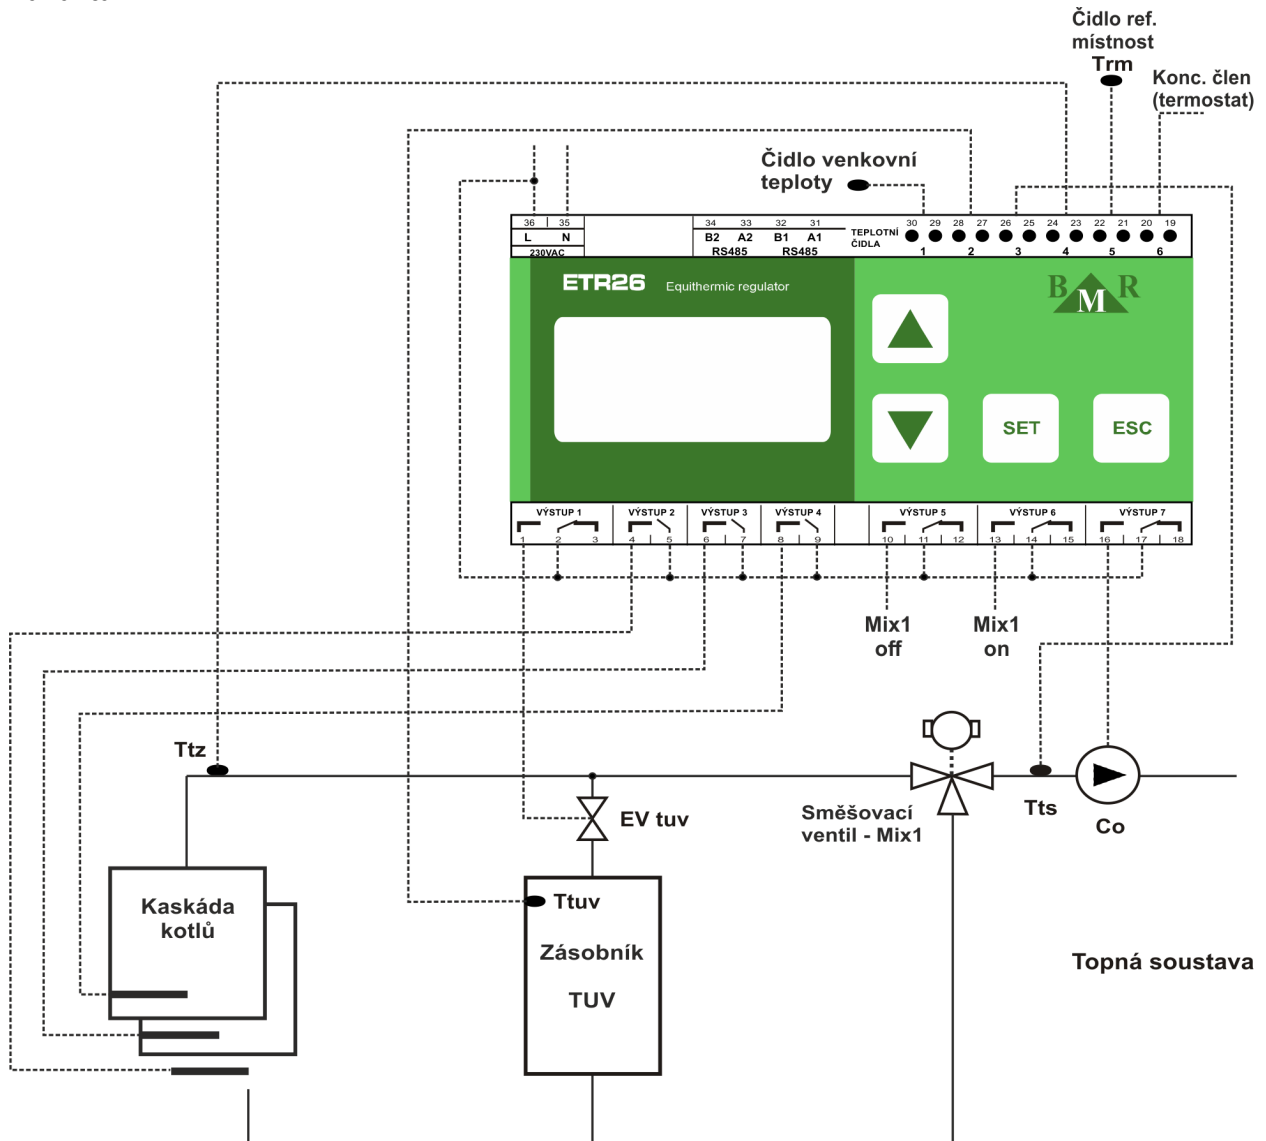 Čidlo ref.
místnost
Trm
Konc. člen
(termostat)
Čidlo venkovní
teploty
36 35
34 33 32 31
30 29 28 27 26 25 24 23 22 21 20 19
L N
B2 A2 B1 A1
TEPLOTNÍ
ČIDLA
230VAC
RS485 RS485
1 2 3 4 5 6
ETR26 Equithermic regulator
B M R
SET
ESC
VÝSTUP 1 VÝSTUP 2 VÝSTUP 3 VÝSTUP 4 VÝSTUP 5 VÝSTUP 6 VÝSTUP 7
1 2 3 4 5 6 7 8 9 10 11 12 13 14 15 16 17 18
Mix1
off
Mix1
on
Ttz
EV tuv
Směšovací
ventil - Mix1
Tts
Co
Kaskáda
kotlů
Ttuv
Zásobník
TUV
Topná soustava